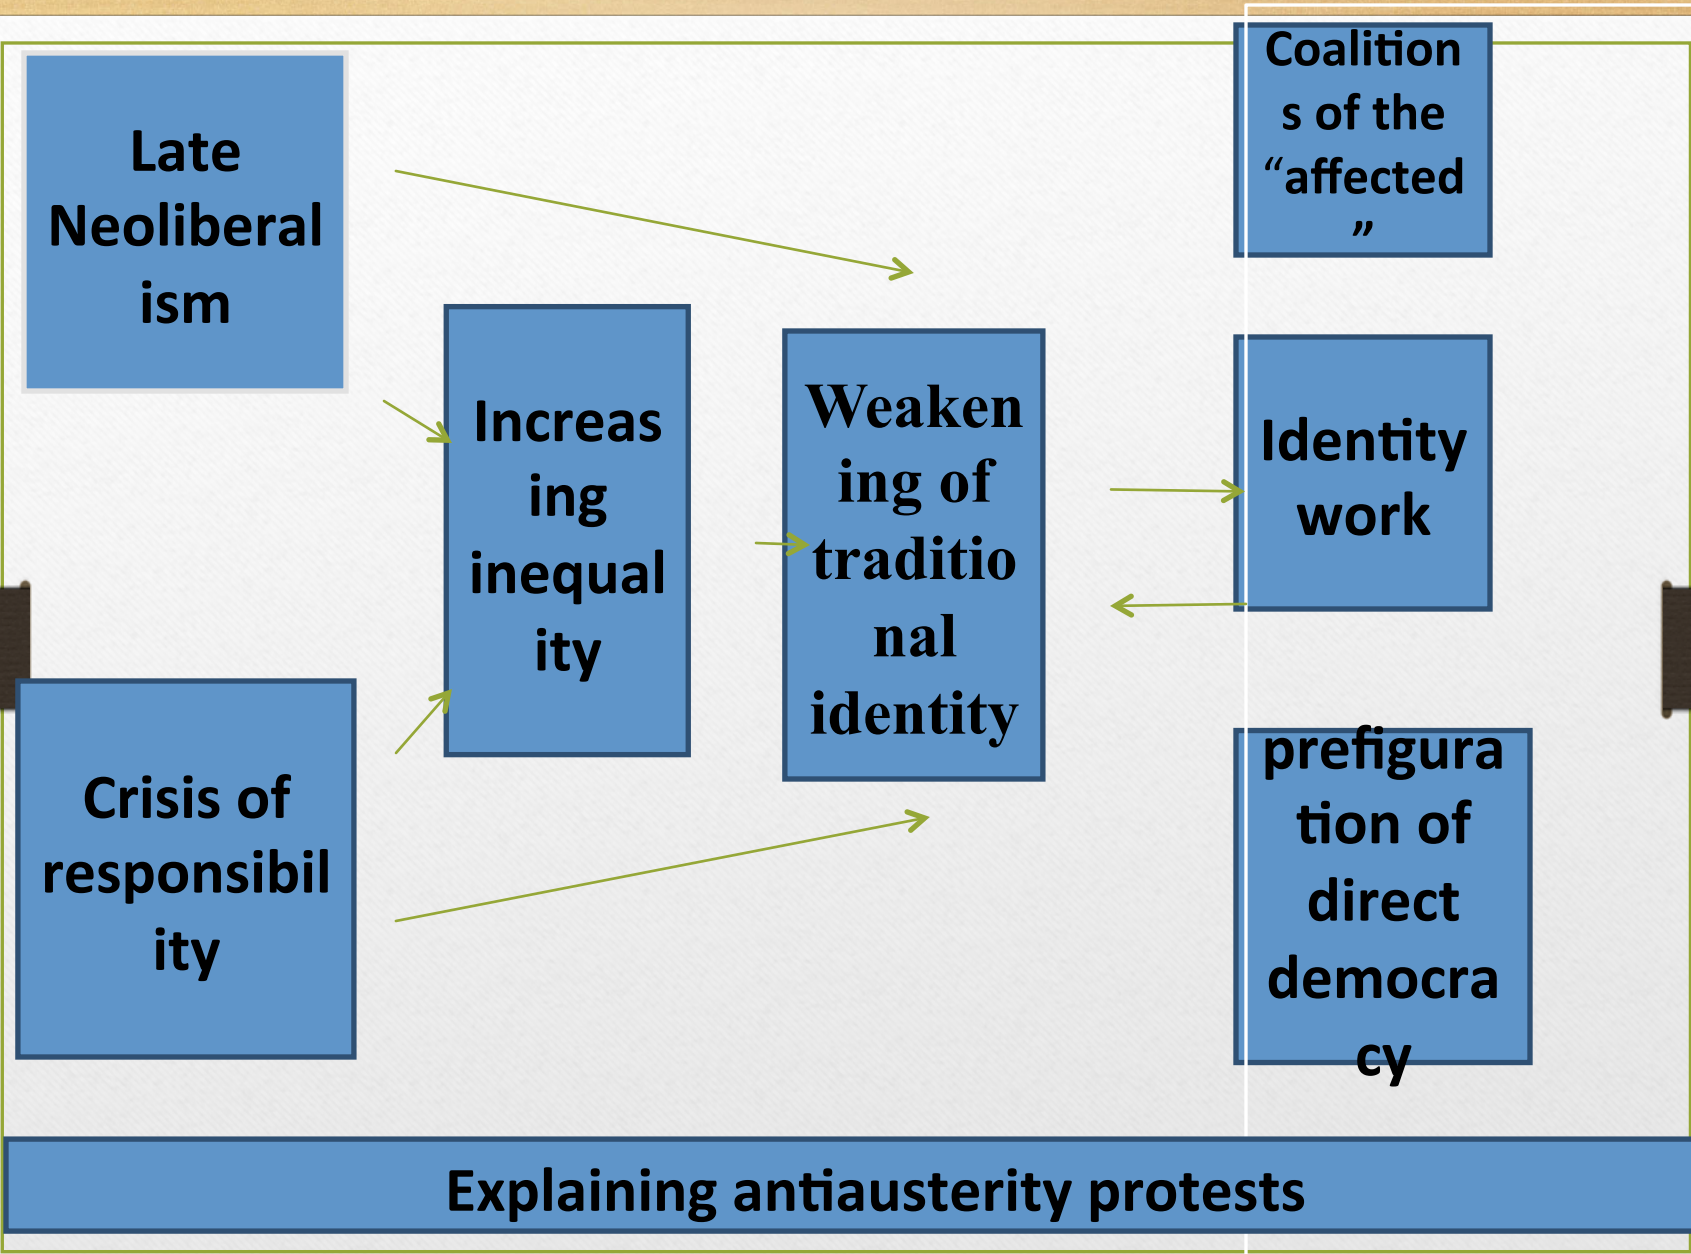 Late
Neoliberal
ism
Increas
ing
inequal
ity
Crisis of
responsibil
ity
Weaken
ing of
traditio
nal
identity
Coalition
s of the
“affected
”
Identity
work
prefigura
tion of
direct
democra
cy
Explaining antiausterity protests